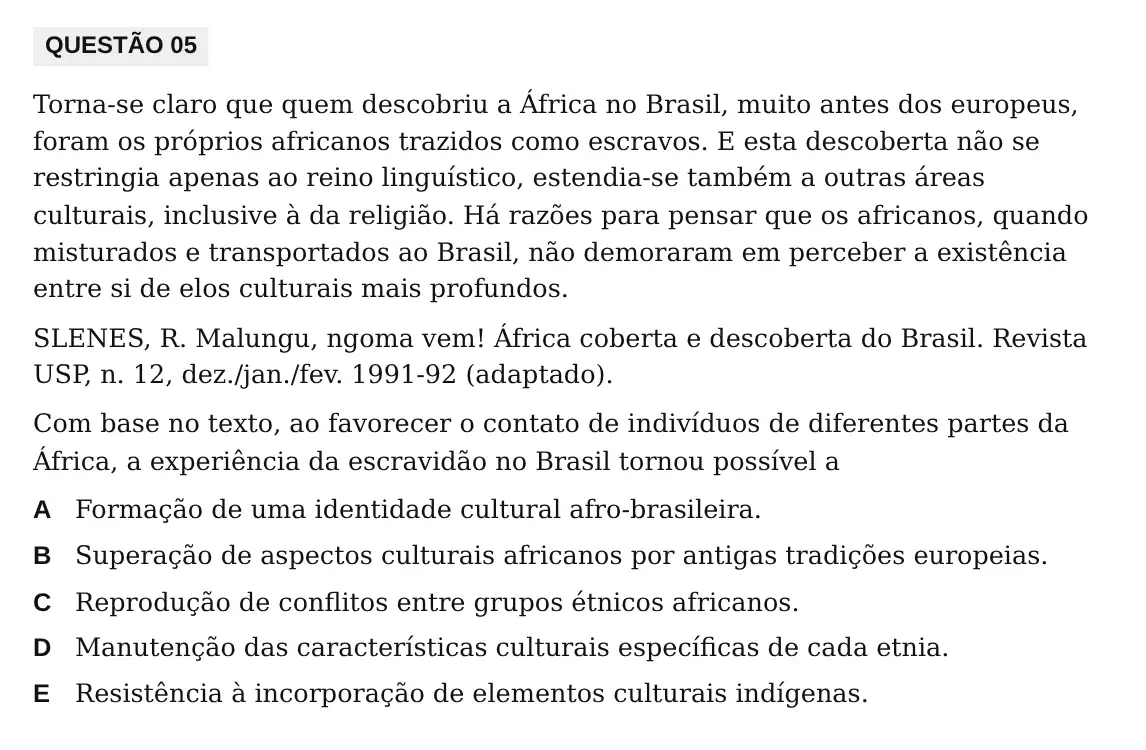 QUESTÃO 05
Torna-se claro que quem descobriu a África no Brasil, muito antes dos europeus,
foram os próprios africanos trazidos como escravos. E esta descoberta não se
restringia apenas ao reino linguístico, estendia-se também a outras áreas
culturais, inclusive à da religião. Há razões para pensar que os africanos, quando
misturados e transportados ao Brasil, não demoraram em perceber a existência
entre si de elos culturais mais profundos.
SLENES, R. Malungu, ngoma vem! África coberta e descoberta do Brasil. Revista
USP, n. 12, dez./jan./fev. 1991-92 (adaptado).
Com base no texto, ao favorecer o contato de indivíduos de diferentes partes da
África, a experiência da escravidão no Brasil tornou possível a
A Formação de uma identidade cultural afro-brasileira.
B Superação de aspectos culturais africanos por antigas tradições europeias.
C Reprodução de conflitos entre grupos étnicos africanos.
D Manutenção das características culturais específicas de cada etnia.
E Resistência à incorporação de elementos culturais indígenas.